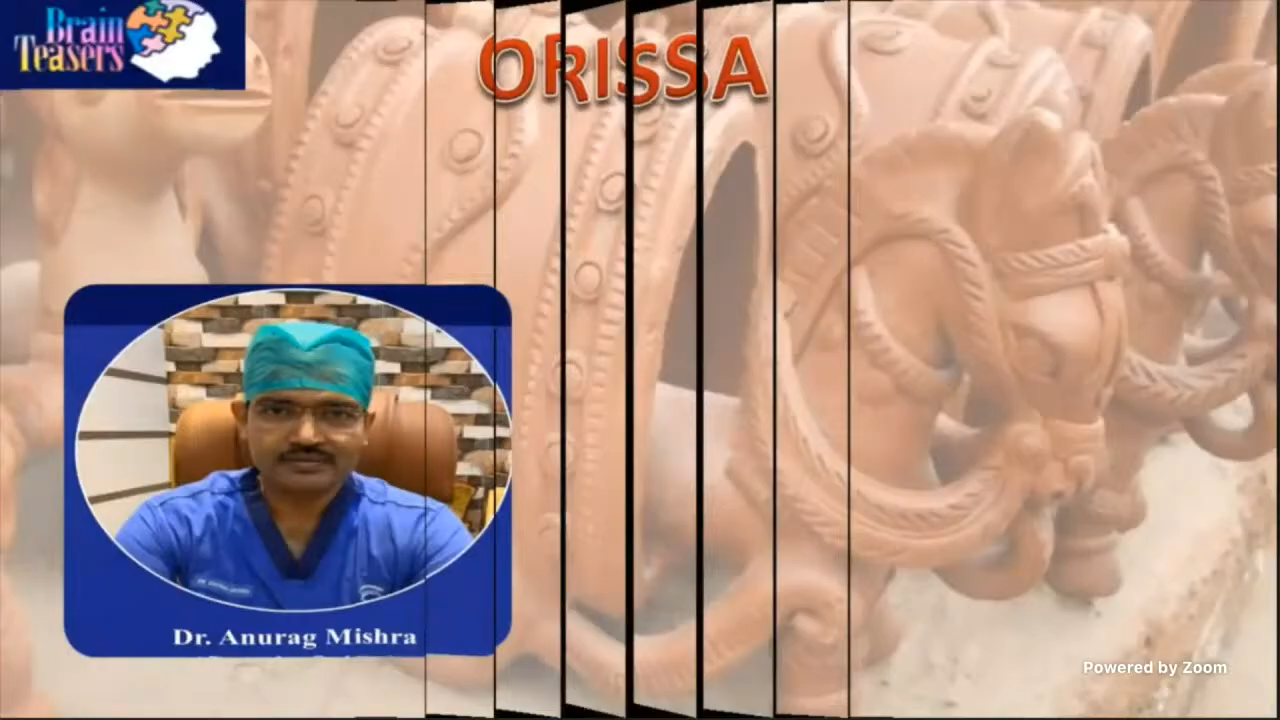 Brain
Teasers
ORISSA
Dr. Anurag Mishra
Powered by Zoom